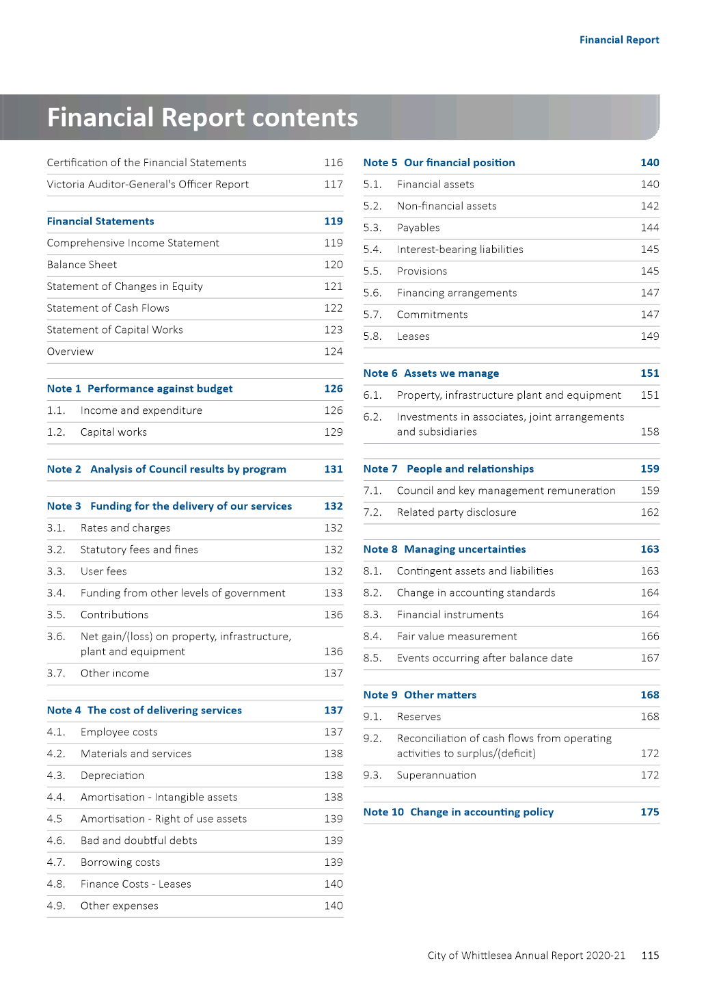 Financial Report
Financial Report contents
Certification of the Financial Statements 116
Victoria Auditor-General's Officer Report 117
Financial Statements 119
Comprehensive Income Statement 119
Balance Sheet 120
Statement of Changes in Equity 121
Statement of Cash Flows 122
Statement of Capital Works 123
Overview 124
Note 1 Performance against budget 126
1.1. Income and expenditure 126
1.2. Capital works 129
Note 2 Analysis of Council results by program 131
Note 3 Funding for the delivery of our services 132
3.1. Rates and charges 132
3.2. Statutory fees and fines 132
3.3. User fees 132
3.4. Funding from other levels of government 133
3.5. Contributions 136
3.6. Net gain/(loss) on property, infrastructure,
plant and equipment 136
3.7. Other income 137
Note 4 The cost of delivering services 137
4.1. Employee costs 137
4.2. Materials and services 138
4.3. Depreciation 138
4.4. Amortisation - Intangible assets 138
4.5 Amortisation - Right of use assets 139
4.6. Bad and doubtful debts 139
4.7. Borrowing costs 139
4.8. Finance Costs - Leases 140
4.9. Other expenses 140
Note 5 Our financial position 140
5.1. Financial assets 140
5.2. Non-financial assets 142
5.3. Payables 144
5.4. Interest-bearing liabilities 145
5.5. Provisions 145
5.6. Financing arrangements 147
5.7. Commitments 147
5.8. Leases 149
Note 6 Assets we manage 151
6.1. Property, infrastructure plant and equipment 151
6.2. Investments in associates, joint arrangements
and subsidiaries 158
Note 7 People and relationships 159
7.1. Council and key management remuneration 159
7.2. Related party disclosure 162
Note 8 Managing uncertainties 163
8.1. Contingent assets and liabilities 163
8.2. Change in accounting standards 164
8.3. Financial instruments 164
8.4. Fair value measurement 166
8.5. Events occurring after balance date 167
Note 9 Other matters 168
9.1. Reserves 168
9.2. Reconciliation of cash flows from operating
activities to surplus/(deficit) 172
9.3. Superannuation 172
Note 10 Change in accounting policy 175
City of Whittlesea Annual Report 2020-21 115